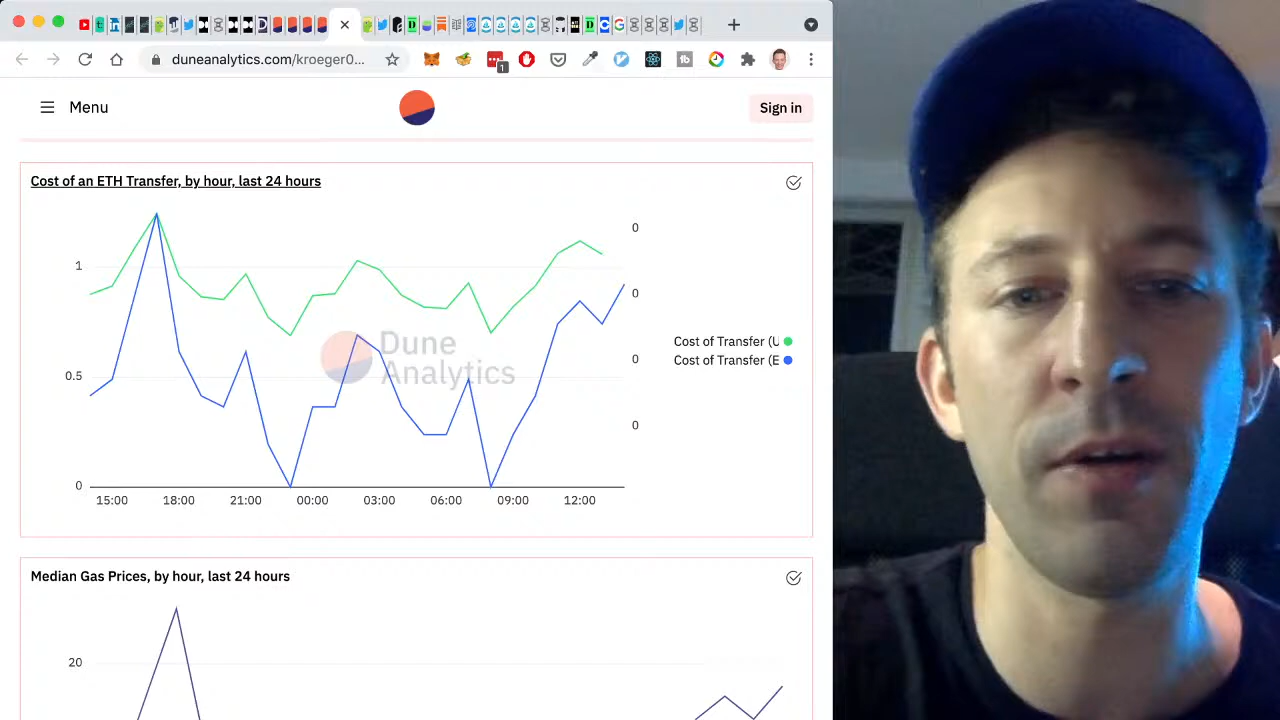 duneanalytics.com/kroeger0...
1
Menu
Sign in
Cost of an ETH Transfer, by hour, last 24 hours
1
0.5
0
0
0
0
0
15:00 18:00 21:00 00:00 03:00 06:00 09:00 12:00
Dune
Analytics
Cost of Transfer (U
Cost of Transfer (E
Median Gas Prices, by hour, last 24 hours
20